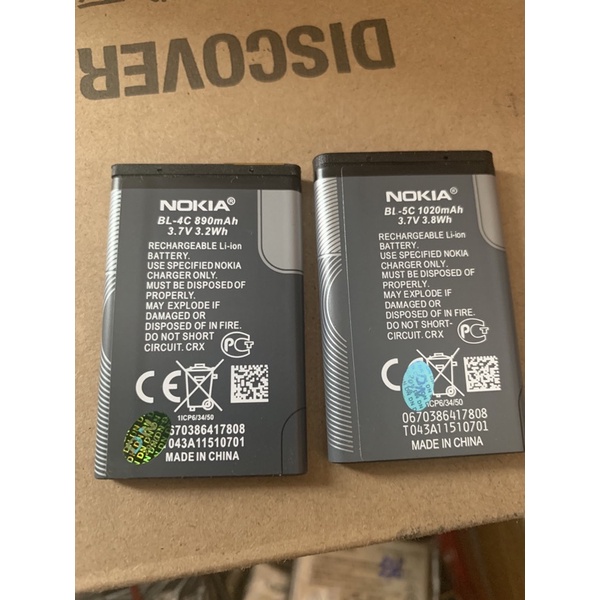 DISCOVER
NOKIA®
BL-4C 890mAh
3.7V 3.2Wh
RECHARGEABLE Li-ion
BATTERY.
USE SPECIFIED NOKIA
CHARGER ONLY.
MUST BE DISPOSED OF
PROPERLY.
MAY EXPLODE IF
DAMAGED OR
DISPOSED OF IN FIRE.
DO NOT SHORT
CIRCUIT. CRX
CE
1ICP6/34/50
0670386417808
T043A11510701
MADE IN CHINA
NOKIA®
BL-5C 1020mAh
3.7V 3.8Wh
RECHARGEABLE Li-ion
BATTERY.
USE SPECIFIED NOKIA
CHARGER ONLY.
MUST BE DISPOSED OF
PROPERLY.
MAY EXPLODE IF
DAMAGED OR
DISPOSED OF IN FIRE.
DO NOT SHORT
CIRCUIT. CRX
CE
1ICP6/34/50
0670386417808
T043A11510701
MADE IN CHINA